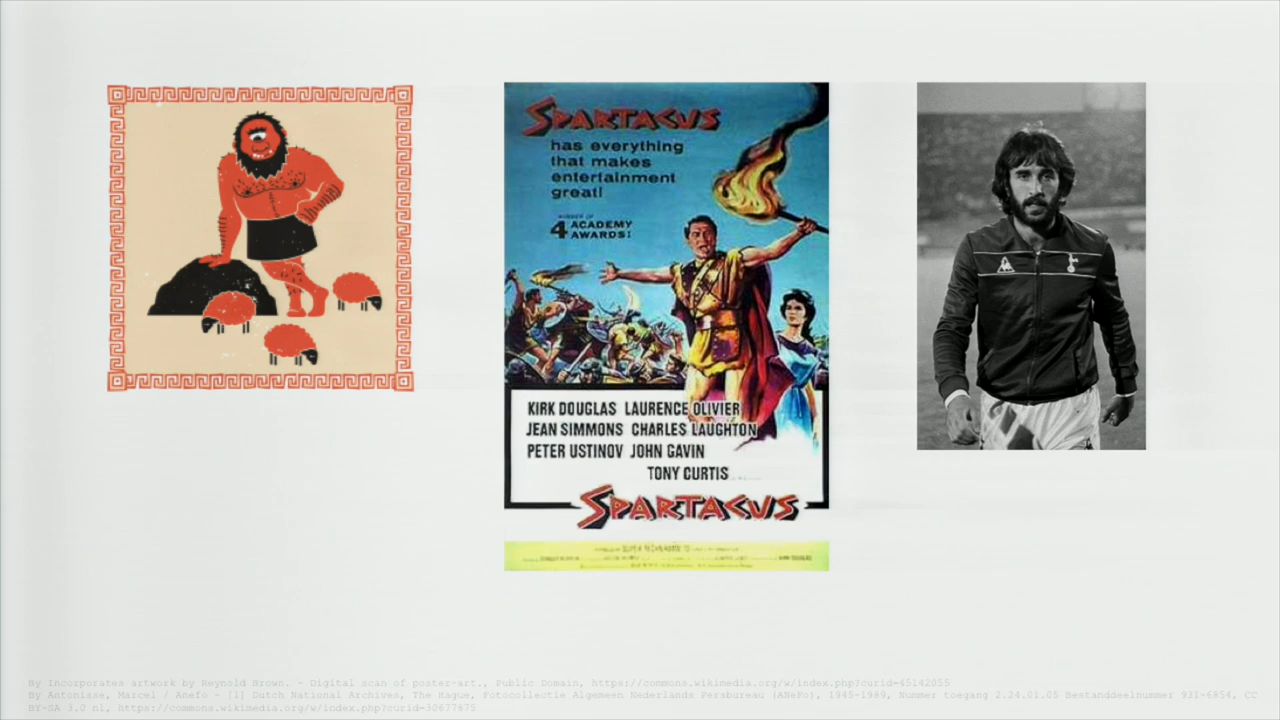 SPARTACUS
has everything
that makes
entertainment
great!
WINNER OF
4 ACADEMY
AWARDS!
KIRK DOUGLAS LAURENCE OLIVIER
JEAN SIMMONS CHARLES LAUGHTON
PETER USTINOV JOHN GAVIN
TONY CURTIS
SPARTACUS
By Incorporates artwork by Reynold Brown. - Digital scan of poster-art., Public Domain, https://commons.wikimedia.org/w/index.php?curid=45142055
By Antonisse, Marcel / Anefo - [1] Dutch National Archives, The Hague, Fotocollectie Algemeen Nederlands Persbureau (ANeFo), 1945-1989, Nummer toegang 2.24.01.05 Bestanddeelnummer 931-6854, CC
BY-SA 3.0 nl, https://commons.wikimedia.org/w/index.php?curid=30677875